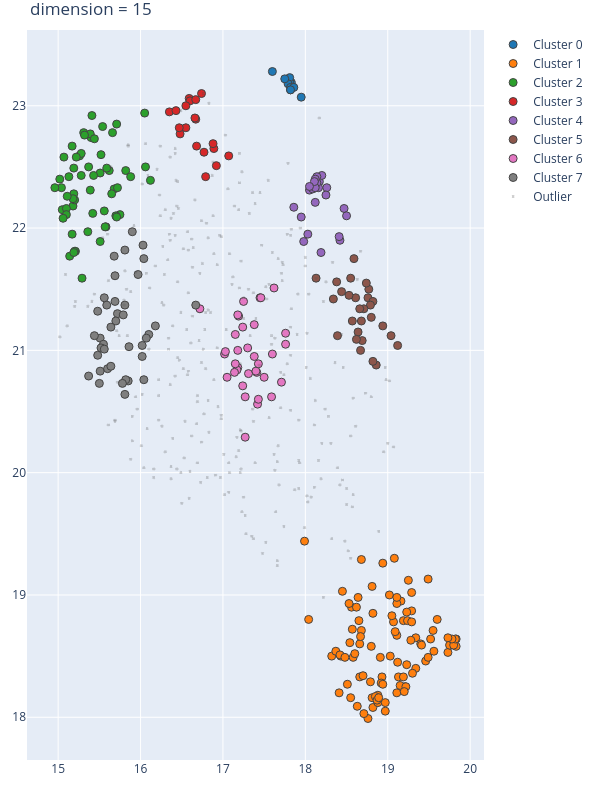 dimension = 15
Cluster 0
Cluster 1
Cluster 2
Cluster 3
Cluster 4
Cluster 5
Cluster 6
Cluster 7
Outlier
23
22
21
20
19
18
15 16 17 18 19 20